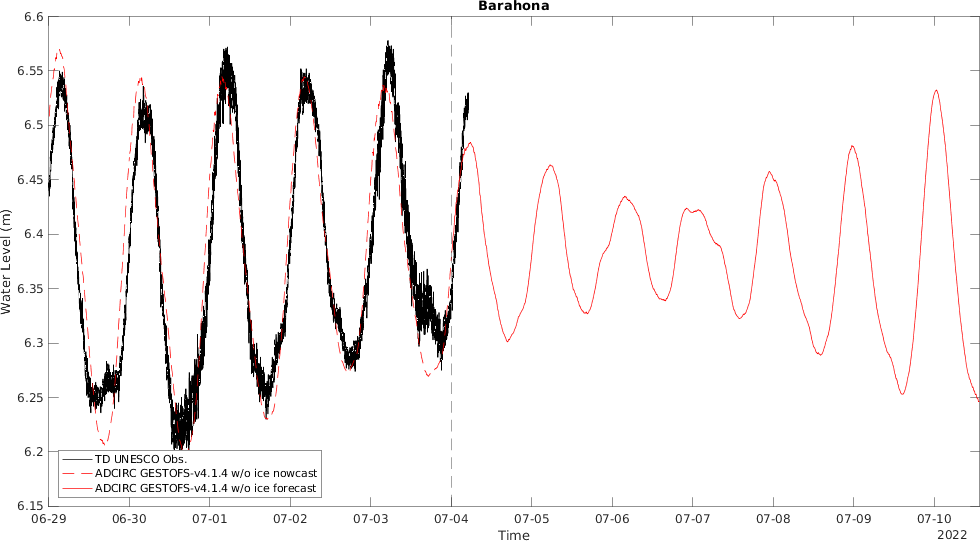 Barahona
6.6
6.55
6.5
6.45
6.4
6.35
6.3
6.25
6.2
6.15
Water Level (m)
TD UNESCO Obs.
ADCIRC GESTOFS-v4.1.4 w/o ice nowcast
ADCIRC GESTOFS-v4.1.4 w/o ice forecast
06-29 06-30 07-01 07-02 07-03 07-04 07-05 07-06 07-07 07-08 07-09 07-10
Time
2022